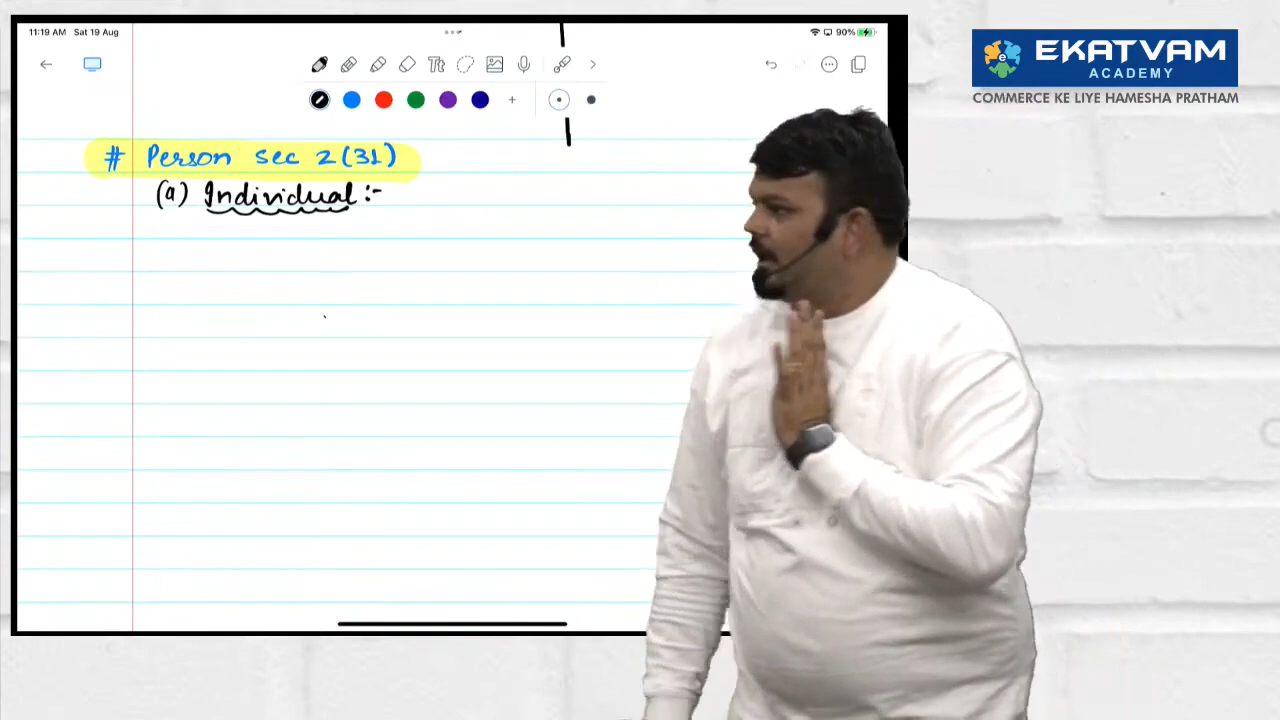 11:19 AM Sat 19 Aug
90%
Tt
# Person sec 2(31)
(a) Individual :-
EKATVAM
ACADEMY
COMMERCE KE LIYE HAMESHA PRATHAM